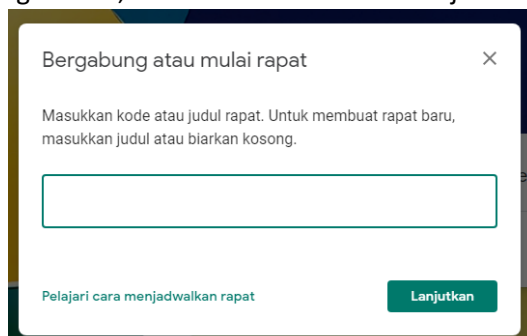 Bergabung atau mulai rapat
Masukkan kode atau judul rapat. Untuk membuat rapat baru,
masukkan judul atau biarkan kosong.
Pelajari cara menjadwalkan rapat
Lanjutkan